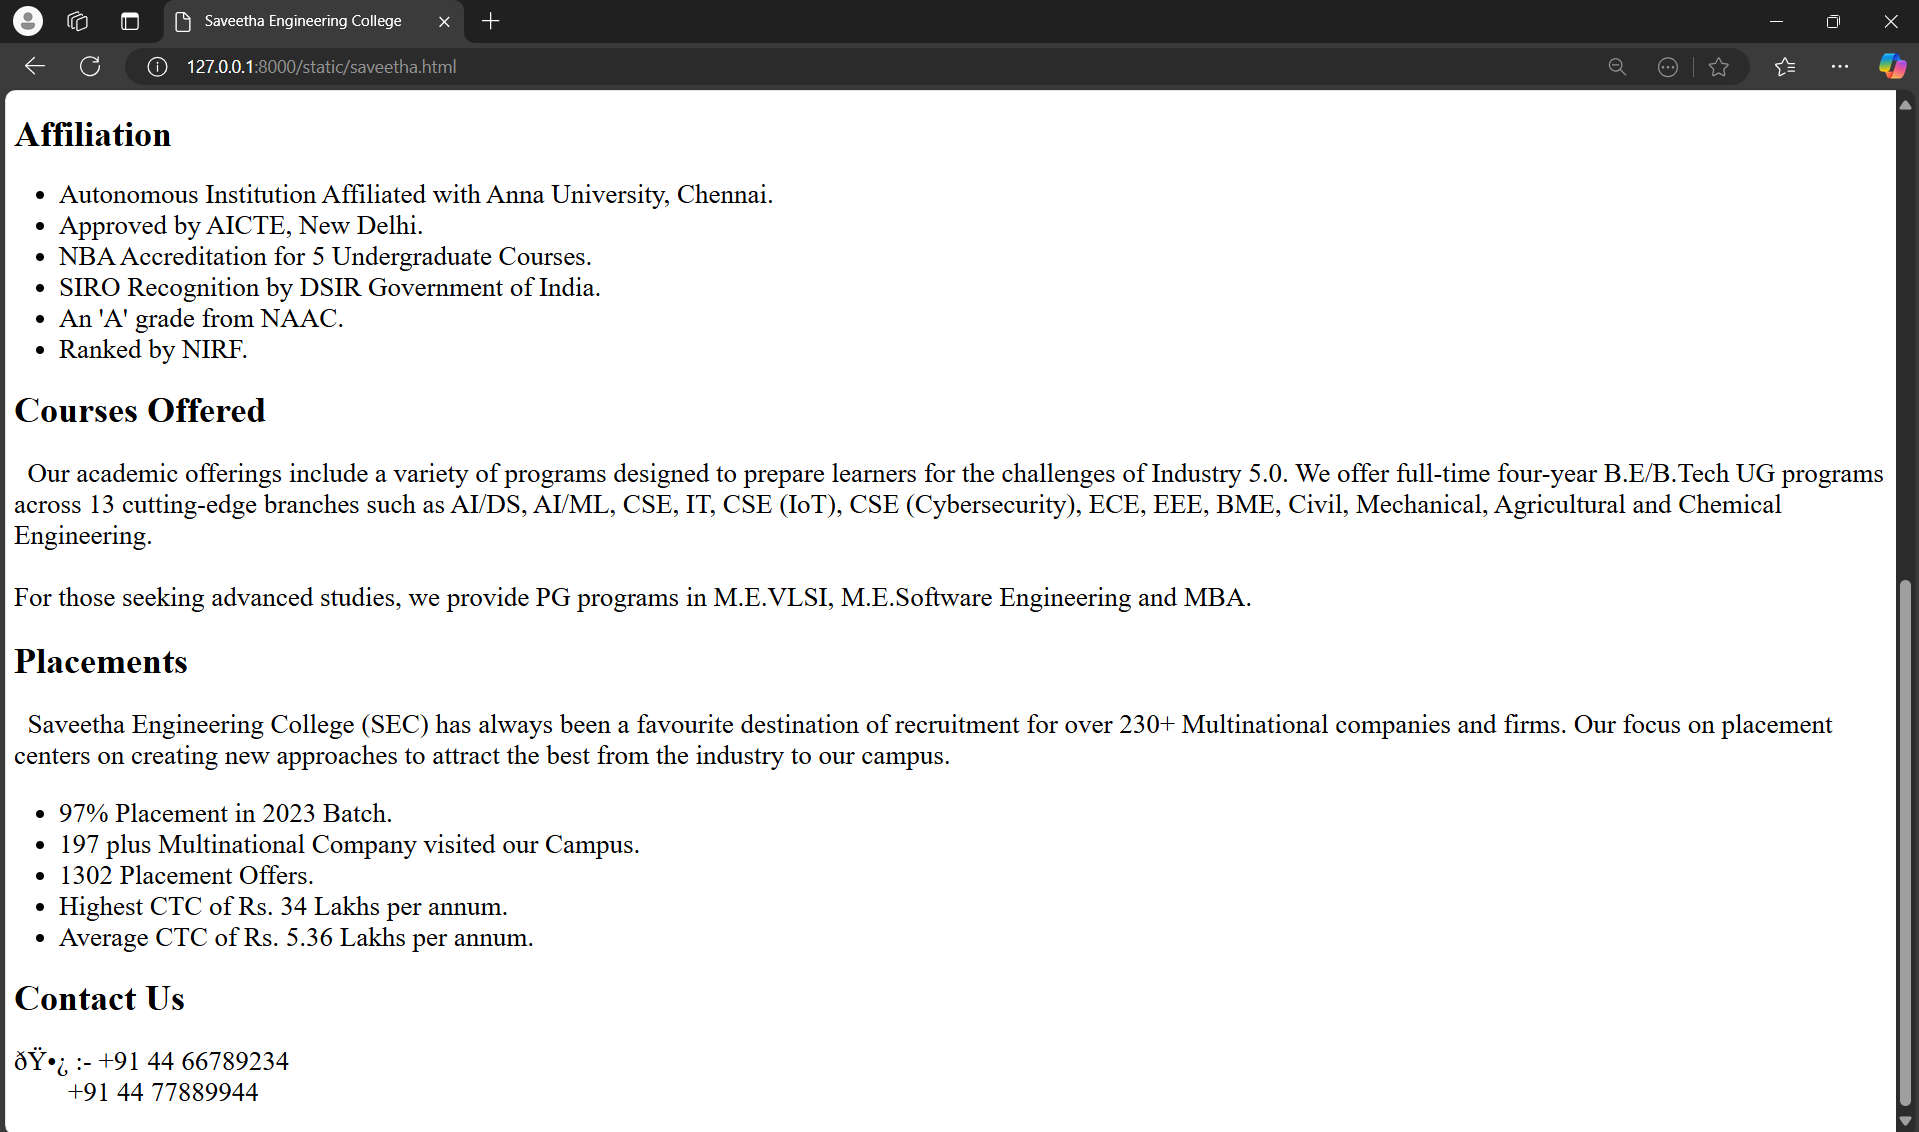 Saveetha Engineering College
127.0.0.1:8000/static/saveetha.html
Affiliation
• Autonomous Institution Affiliated with Anna University, Chennai.
• Approved by AICTE, New Delhi.
• NBA Accreditation for 5 Undergraduate Courses.
• SIRO Recognition by DSIR Government of India.
• An 'A' grade from NAAC.
• Ranked by NIRF.
Courses Offered
Our academic offerings include a variety of programs designed to prepare learners for the challenges of Industry 5.0. We offer full-time four-year B.E/B.Tech UG programs
across 13 cutting-edge branches such as AI/DS, AI/ML, CSE, IT, CSE (IoT), CSE (Cybersecurity), ECE, EEE, BME, Civil, Mechanical, Agricultural and Chemical
Engineering.
For those seeking advanced studies, we provide PG programs in M.E.VLSI, M.E.Software Engineering and MBA.
Placements
Saveetha Engineering College (SEC) has always been a favourite destination of recruitment for over 230+ Multinational companies and firms. Our focus on placement
centers on creating new approaches to attract the best from the industry to our campus.
• 97% Placement in 2023 Batch.
• 197 plus Multinational Company visited our Campus.
• 1302 Placement Offers.
• Highest CTC of Rs. 34 Lakhs per annum.
• Average CTC of Rs. 5.36 Lakhs per annum.
Contact Us
ðŸ•¿ :- +91 44 66789234
+91 44 77889944